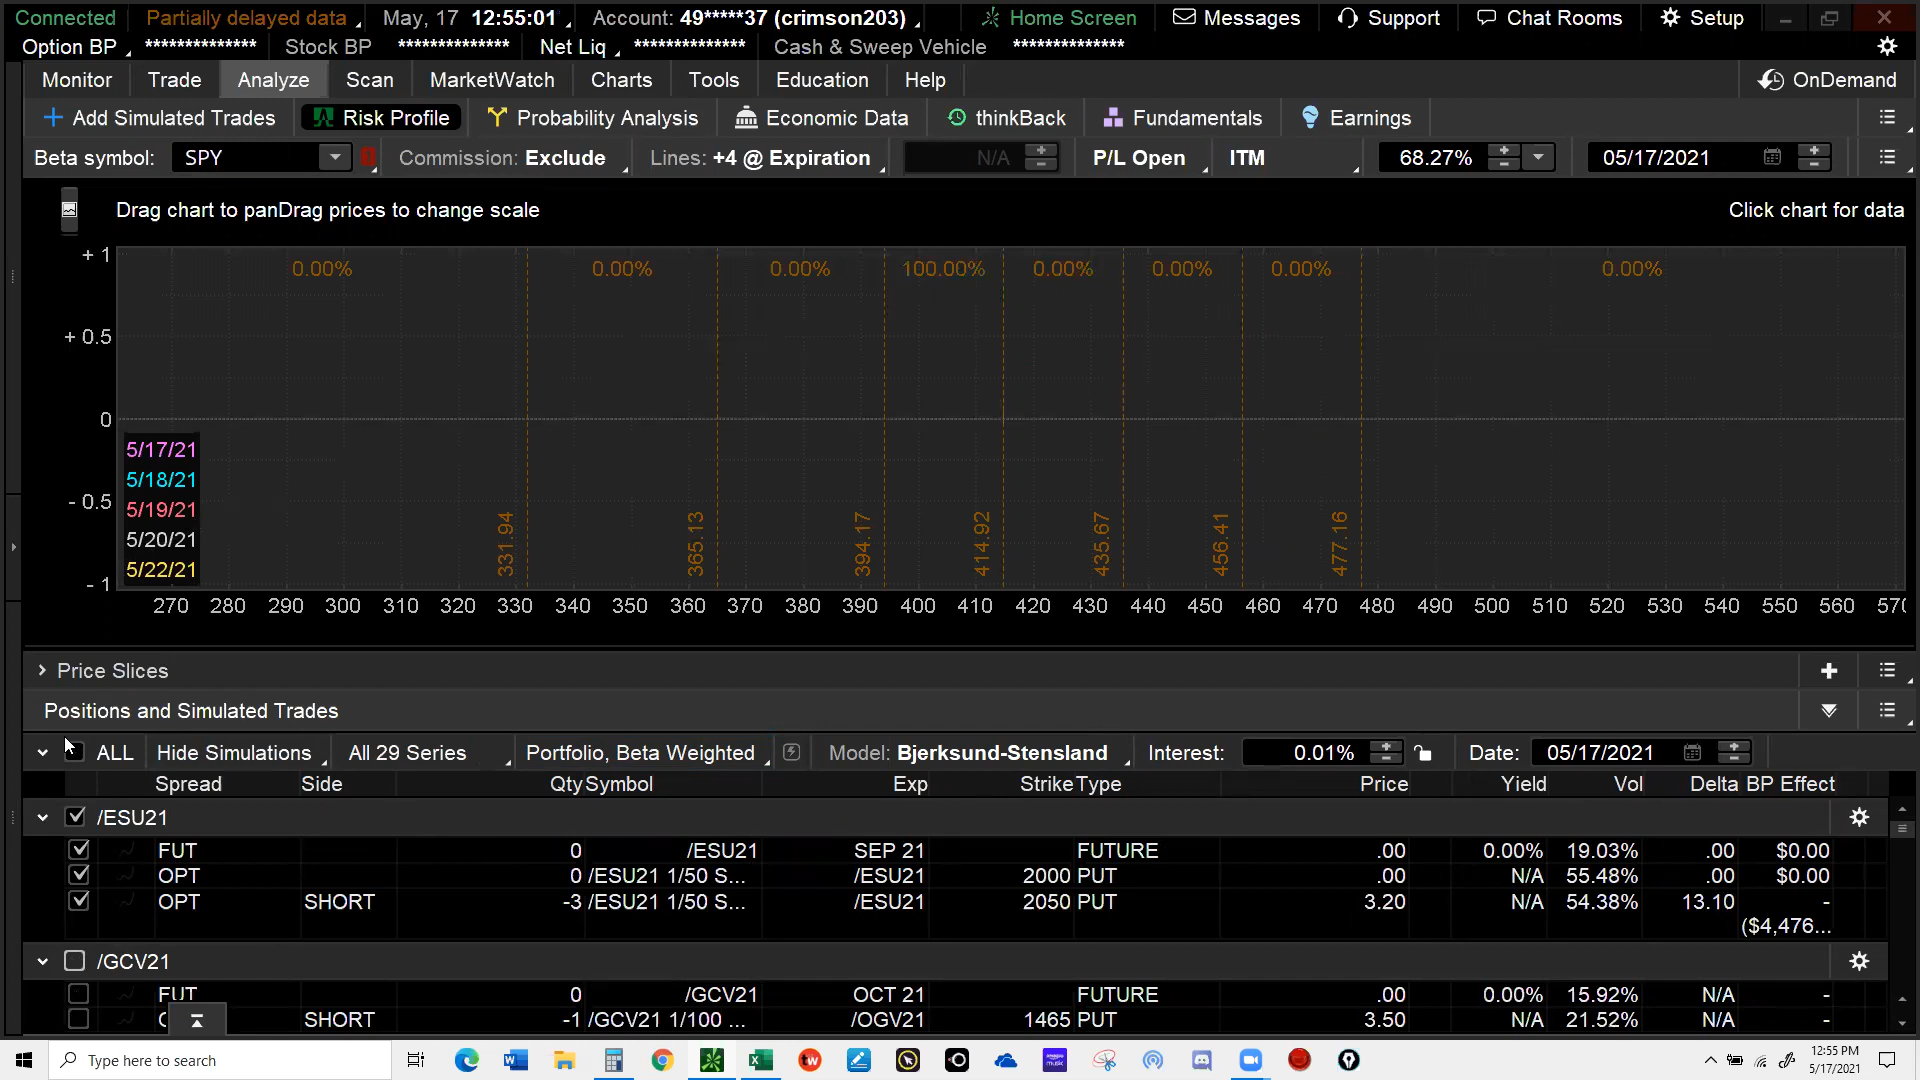 Connected Partially delayed data May, 17 12:55:01 Account: 49*****37 (crimson203) Home Screen Messages Support Chat Rooms Setup
Option BP ************** Stock BP ************** Net Liq ************** Cash & Sweep Vehicle **************
Monitor Trade Analyze Scan MarketWatch Charts Tools Education Help OnDemand
Add Simulated Trades Risk Profile Probability Analysis Economic Data thinkBack Fundamentals Earnings
Beta symbol: SPY Commission: Exclude Lines: +4 @ Expiration N/A P/L Open ITM 68.27% 05/17/2021
Drag chart to panDrag prices to change scale Click chart for data
+ 1
0.00% 0.00% 0.00% 100.00% 0.00% 0.00% 0.00% 0.00%
+ 0.5
0
5/17/21
5/18/21
- 0.5
5/19/21
5/20/21
5/22/21
331.94 365.13 394.17 414.92 435.67 456.41 477.16
- 1
270 280 290 300 310 320 330 340 350 360 370 380 390 400 410 420 430 440 450 460 470 480 490 500 510 520 530 540 550 560
Price Slices
Positions and Simulated Trades
ALL Hide Simulations All 29 Series Portfolio, Beta Weighted Model: Bjerksund-Stensland Interest: 0.01% Date: 05/17/2021
Spread Side Qty Symbol Exp Strike Type Price Yield Vol Delta BP Effect
/ESU21
FUT 0 /ESU21 SEP 21 FUTURE .00 0.00% 19.03% .00 $0.00
OPT 0 /ESU21 1/50 S... /ESU21 2000 PUT .00 N/A 55.48% .00 $0.00
OPT SHORT -3 /ESU21 1/50 S... /ESU21 2050 PUT 3.20 N/A 54.38% 13.10 -
($4,476...
/GCV21
FUT 0 /GCV21 OCT 21 FUTURE .00 0.00% 15.92% N/A -
SHORT -1 /GCV21 1/100 ... /OGV21 1465 PUT 3.50 N/A 21.52% N/A -
Type here to search
12:55 PM
5/17/2021